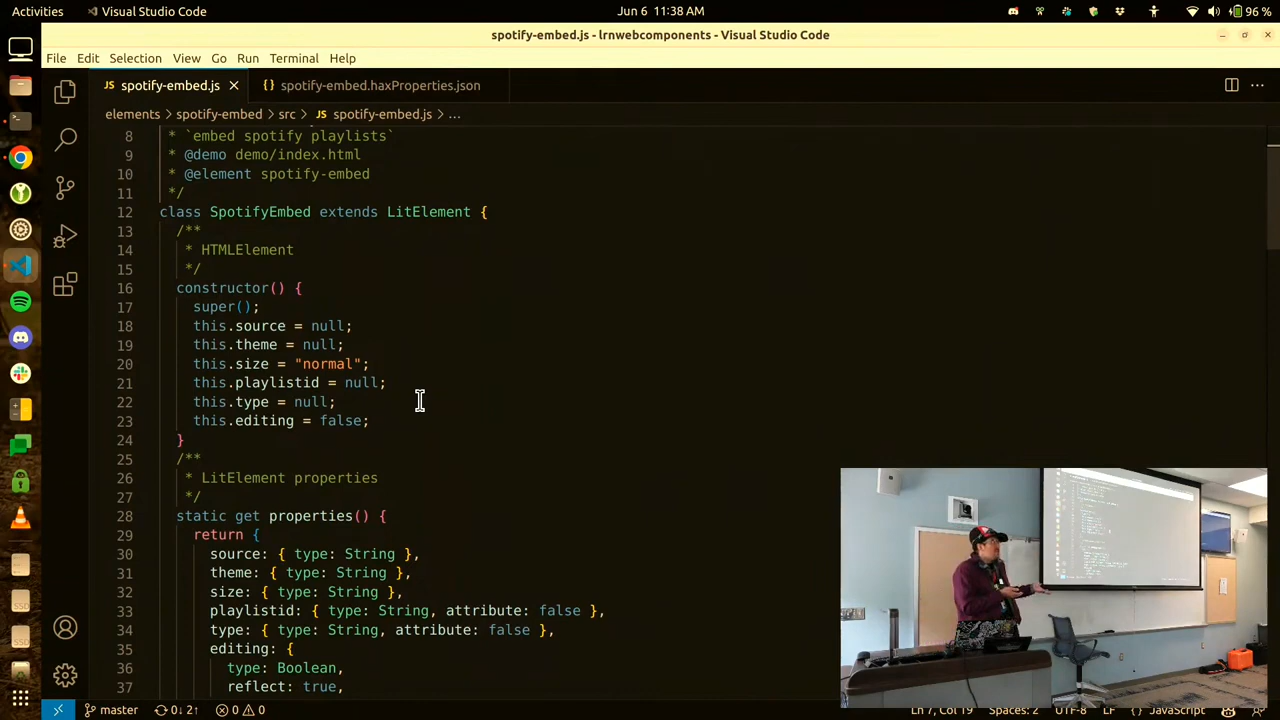 Activities
Visual Studio Code
Jun 6 11:38 AM
96 %
spotify-embed.js - lrnwebcomponents - Visual Studio Code
File Edit Selection View Go Run Terminal Help
JS spotify-embed.js
{} spotify-embed.haxProperties.json
elements > spotify-embed > src > JS spotify-embed.js > ...
8 * `embed spotify playlists`
9 * @demo demo/index.html
10 * @element spotify-embed
11 */
12 class SpotifyEmbed extends LitElement {
13 /**
14 * HTMLElement
15 */
16 constructor() {
17 super();
18 this.source = null;
19 this.theme = null;
20 this.size = "normal";
21 this.playlistid = null;
22 this.type = null;
23 this.editing = false;
24 }
25 /**
26 * LitElement properties
27 */
28 static get properties() {
29 return {
30 source: { type: String },
31 theme: { type: String },
32 size: { type: String },
33 playlistid: { type: String, attribute: false },
34 type: { type: String, attribute: false },
35 editing: {
36 type: Boolean,
37 reflect: true,
master 0↓ 2↑ 0 0
Ln 7, Col 19 Spaces: 2 UTF-8 LF {} JavaScript